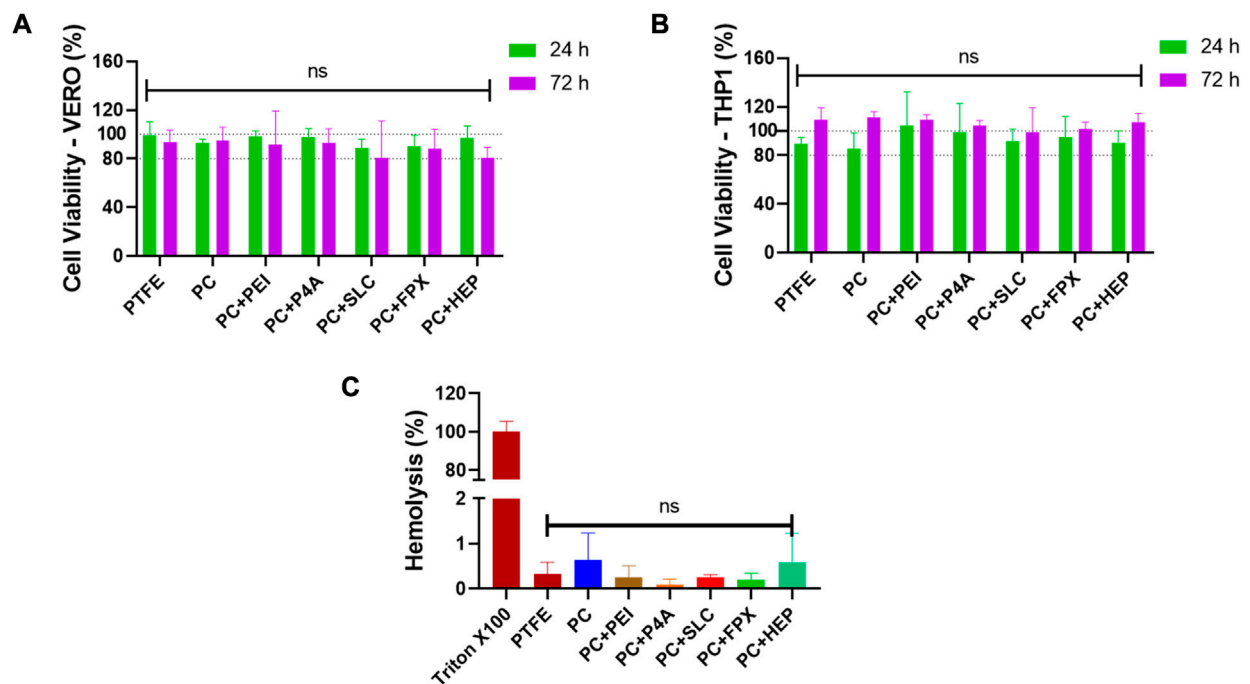 A
Cell Viability - VERO (%)
160
120
100
80
40
0
ns
24 h
72 h
PTFE
PC
PC+PEI
PC+P4A
PC+SLC
PC+FPX
PC+HEP
B
Cell Viability - THP1 (%)
160
120
100
80
40
0
ns
24 h
72 h
PTFE
PC
PC+PEI
PC+P4A
PC+SLC
PC+FPX
PC+HEP
C
Hemolysis (%)
120
100
80
2
1
0
ns
Triton X100
PTFE
PC
PC+PEI
PC+P4A
PC+SLC
PC+FPX
PC+HEP